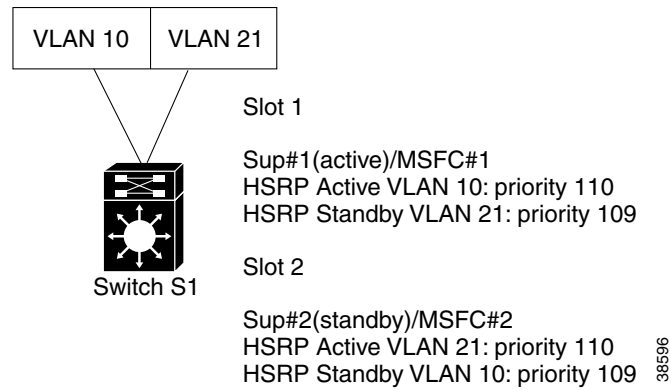 VLAN 10
VLAN 21
Slot 1
Sup#1(active)/MSFC#1
HSRP Active VLAN 10: priority 110
HSRP Standby VLAN 21: priority 109
Switch S1
Slot 2
Sup#2(standby)/MSFC#2
HSRP Active VLAN 21: priority 110
HSRP Standby VLAN 10: priority 109
38596